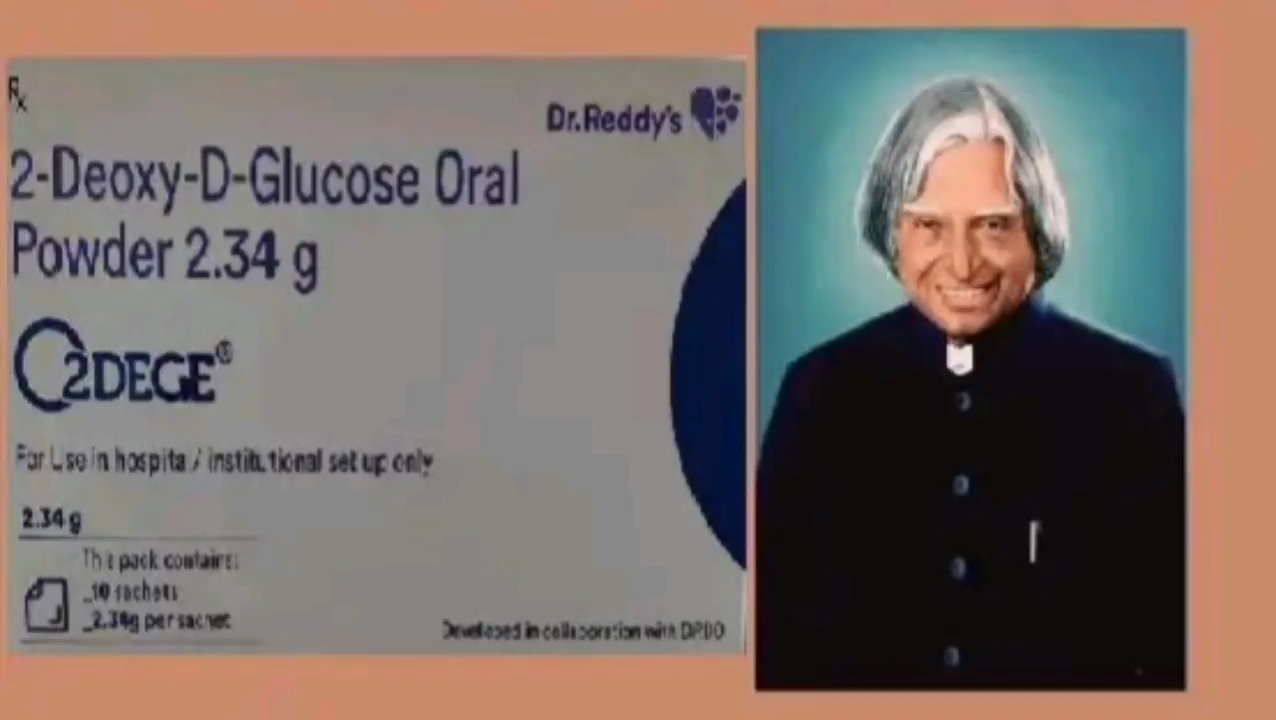 Rx
Dr.Reddy's
2-Deoxy-D-Glucose Oral
Powder 2.34 g
2DEGE®
For Use in hospital / institutional set up only
2.34 g
This pack contains:
10 sachets
2.34g per sachet
Developed in collaboration with DRDO